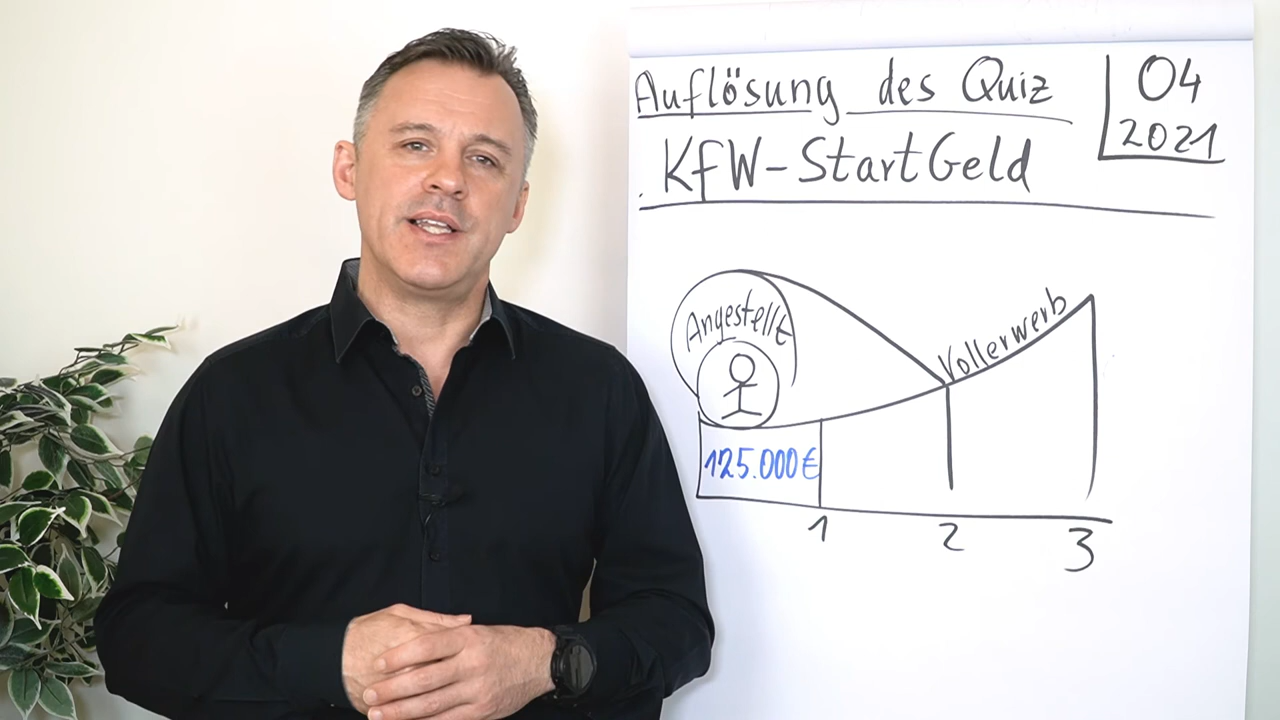 Auflösung des Quiz
04
2021
KfW-StartGeld
Angestellt
Vollerwerb
125.000€
1
2
3